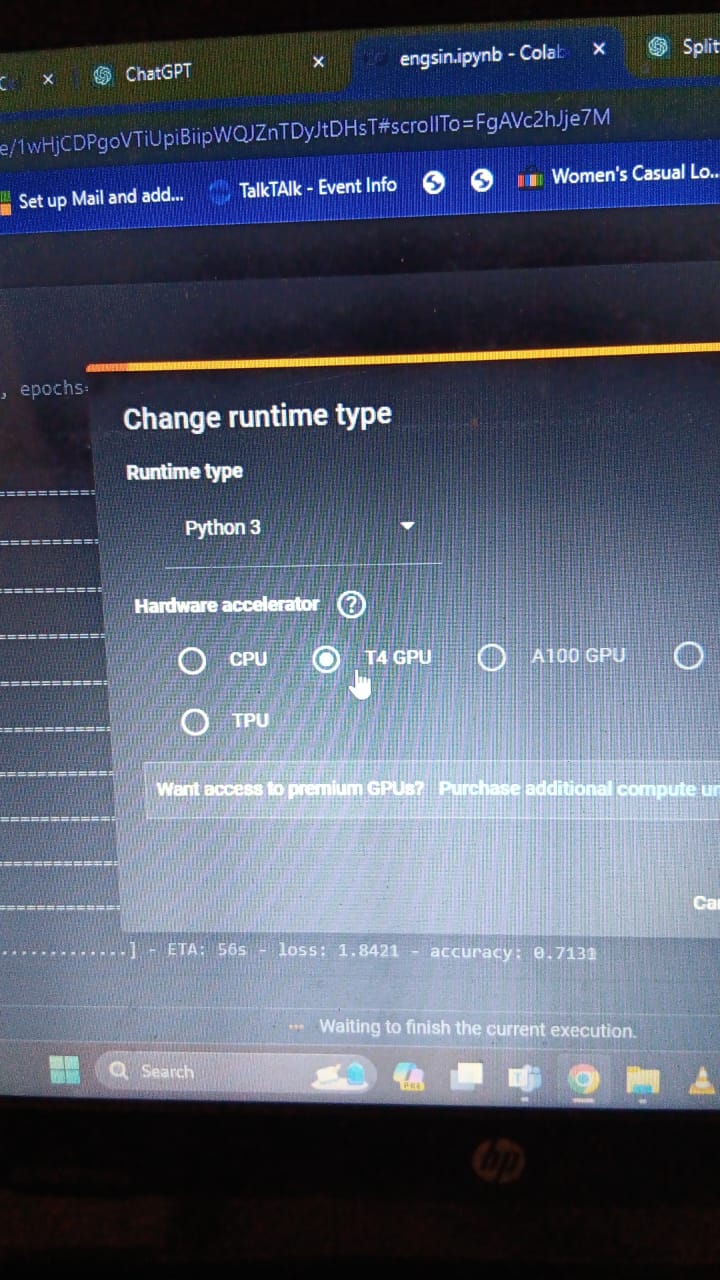 ChatGPT
engsin.ipynb - Colab
Split
e/1wHjCDPgoVTiUpiBiipWQJZnTDyJtDHsT#scrollTo=FgAVc2hJje7M
Set up Mail and add...
TalkTAlk - Event Info
Women's Casual Lo...
, epochs=
Change runtime type
Runtime type
Python 3
Hardware accelerator ?
CPU
T4 GPU
A100 GPU
TPU
Want access to premium GPUs? Purchase additional compute un
Ca
.............] - ETA: 56s - loss: 1.8421 - accuracy: 0.7131
Waiting to finish the current execution.
Search
PRE
hp